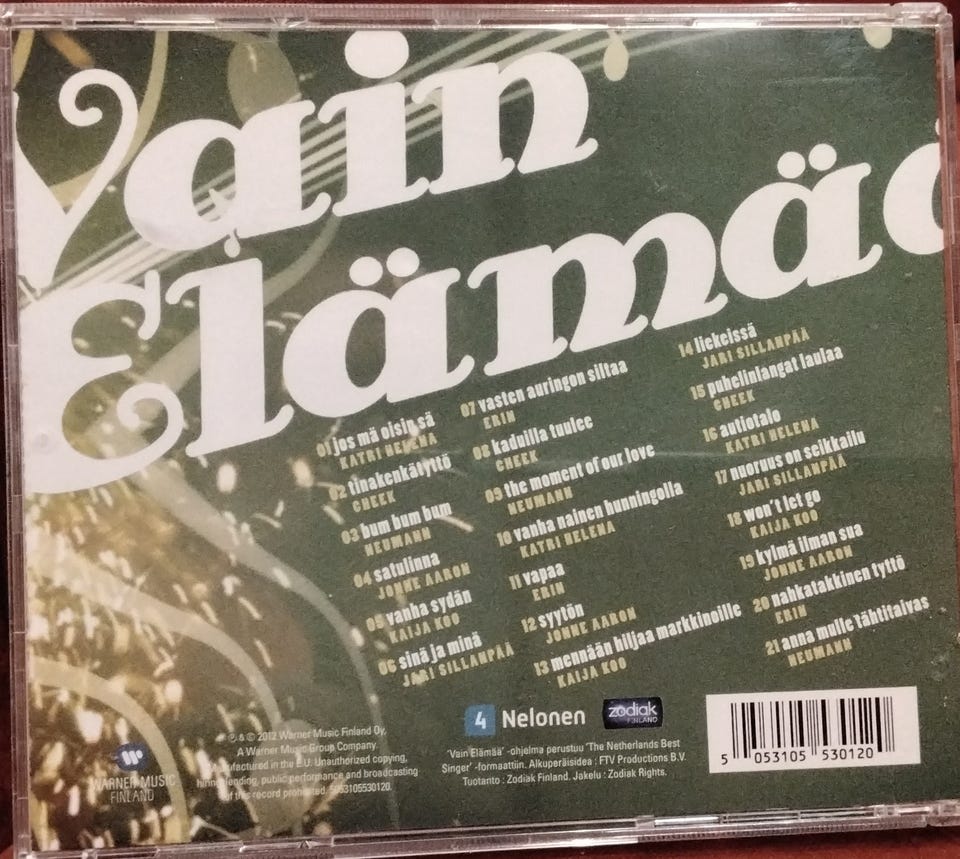 Vain
Elämää
01 jos mä oisin sä
KATRI HELENA
02 tinakenkätyttö
CHEEK
03 bum bum bum
NEUMANN
04 satulinna
JONNE AARON
05 vanha sydän
KAIJA KOO
06 sinä ja minä
JARI SILLANPÄÄ
07 vasten auringon siltaa
ERIN
08 kaduilla tuulee
CHEEK
09 the moment of our love
NEUMANN
10 vanha nainen hunningolla
KATRI HELENA
11 vapaa
ERIN
12 syytön
JONNE AARON
13 mennään hiljaa markkinoille
KAIJA KOO
14 liekeissä
JARI SILLANPÄÄ
15 puhelinlangat laulaa
CHEEK
16 autiotalo
KATRI HELENA
17 nuoruus on seikkailu
JARI SILLANPÄÄ
18 won't let go
KAIJA KOO
19 kylmä ilman sua
JONNE AARON
20 nahkatakkinen tyttö
ERIN
21 anna mulle tähtitaivas
NEUMANN
WARNER MUSIC
FINLAND
℗ & © 2012 Warner Music Finland Oy.
A Warner Music Group Company.
Manufactured in the E.U. Unauthorized copying,
hiring, lending, public performance and broadcasting
of this record prohibited. 5053105530120.
4 Nelonen
zodiak
FINLAND
'Vain Elämää' -ohjelma perustuu 'The Netherlands Best
Singer' -formaattiin. Alkuperäisidea : FTV Productions B.V.
Tuotanto : Zodiak Finland. Jakelu : Zodiak Rights.
5 053105 530120